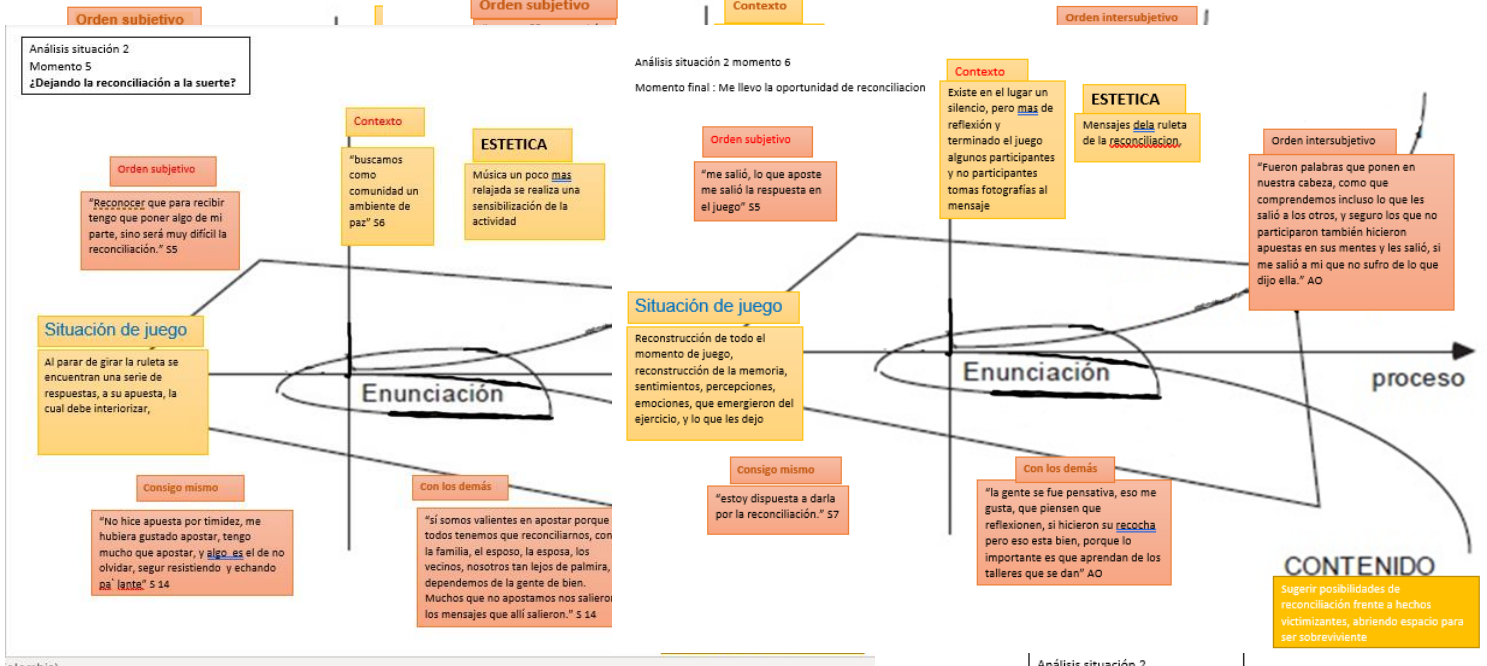 Orden subjetivo
Orden subjetivo
Contexto
Orden intersubjetivo
Análisis situación 2
Momento 5
¿Dejando la reconciliación a la suerte?
Contexto
"buscamos
como
comunidad un
ambiente de
paz" S6
ESTETICA
Música un poco mas
relajada se realiza una
sensibilización de la
actividad
Orden subjetivo
"Reconocer que para recibir
tengo que poner algo de mi
parte, sino será muy difícil la
reconciliación." S5
Situación de juego
Al parar de girar la ruleta se
encuentran una serie de
respuestas, a su apuesta, la
cual debe interiorizar,
Enunciación
Consigo mismo
"No hice apuesta por timidez, me
hubiera gustado apostar, tengo
mucho que apostar, y algo es el de no
olvidar, segur resistiendo y echando
pa` lante" S 14
Con los demás
"sí somos valientes en apostar porque
todos tenemos que reconciliarnos, con
la familia, el esposo, la esposa, los
vecinos, nosotros tan lejos de palmira,
dependemos de la gente de bien.
Muchos que no apostamos nos salieron
los mensajes que allí salieron." S 14
Análisis situación 2 momento 6
Momento final : Me llevo la oportunidad de reconciliacion
Contexto
Existe en el lugar un
silencio, pero mas de
reflexión y
terminado el juego
algunos participantes
y no participantes
tomas fotografías al
mensaje
ESTETICA
Mensajes dela ruleta
de la reconciliacion,
Orden subjetivo
"me salió, lo que aposte
me salió la respuesta en
el juego" S5
Orden intersubjetivo
"Fueron palabras que ponen en
nuestra cabeza, como que
comprendemos incluso lo que les
salió a los otros, y seguro los que no
participaron también hicieron
apuestas en sus mentes y les salió, si
me salió a mi que no sufro de lo que
dijo ella." AO
Situación de juego
Reconstrucción de todo el
momento de juego,
reconstrucción de la memoria,
sentimientos, percepciones,
emociones, que emergieron del
ejercicio, y lo que les dejo
Enunciación
proceso
Consigo mismo
"estoy dispuesta a darla
por la reconciliación." S7
Con los demás
"la gente se fue pensativa, eso me
gusta, que piensen que
reflexionen, si hicieron su recocha
pero eso esta bien, porque lo
importante es que aprendan de los
talleres que se dan" AO
CONTENIDO
Sugerir posibilidades de
reconciliación frente a hechos
victimizantes, abriendo espacio para
ser sobreviviente
Análisis situación 2